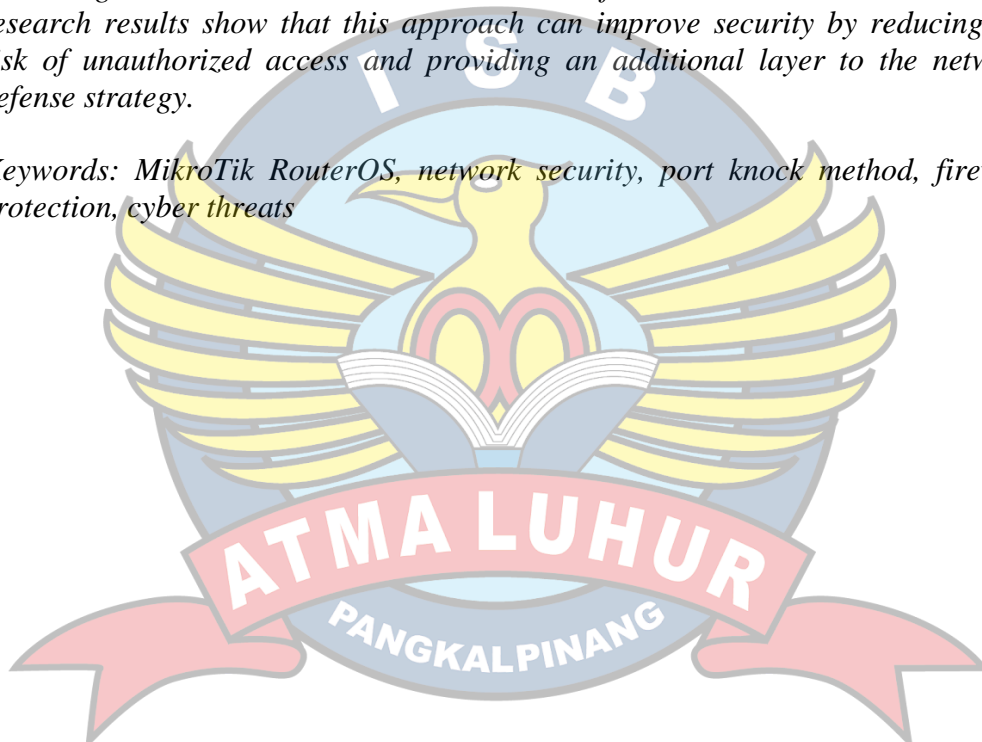 esearch results show that this approach can improve security by reducing
isk of unauthorized access and providing an additional layer to the netw
efense strategy.
Keywords: MikroTik RouterOS, network security, port knock method, firew
rotection, cyber threats
I S B
ATMA LUHUR
PANGKALPINANG